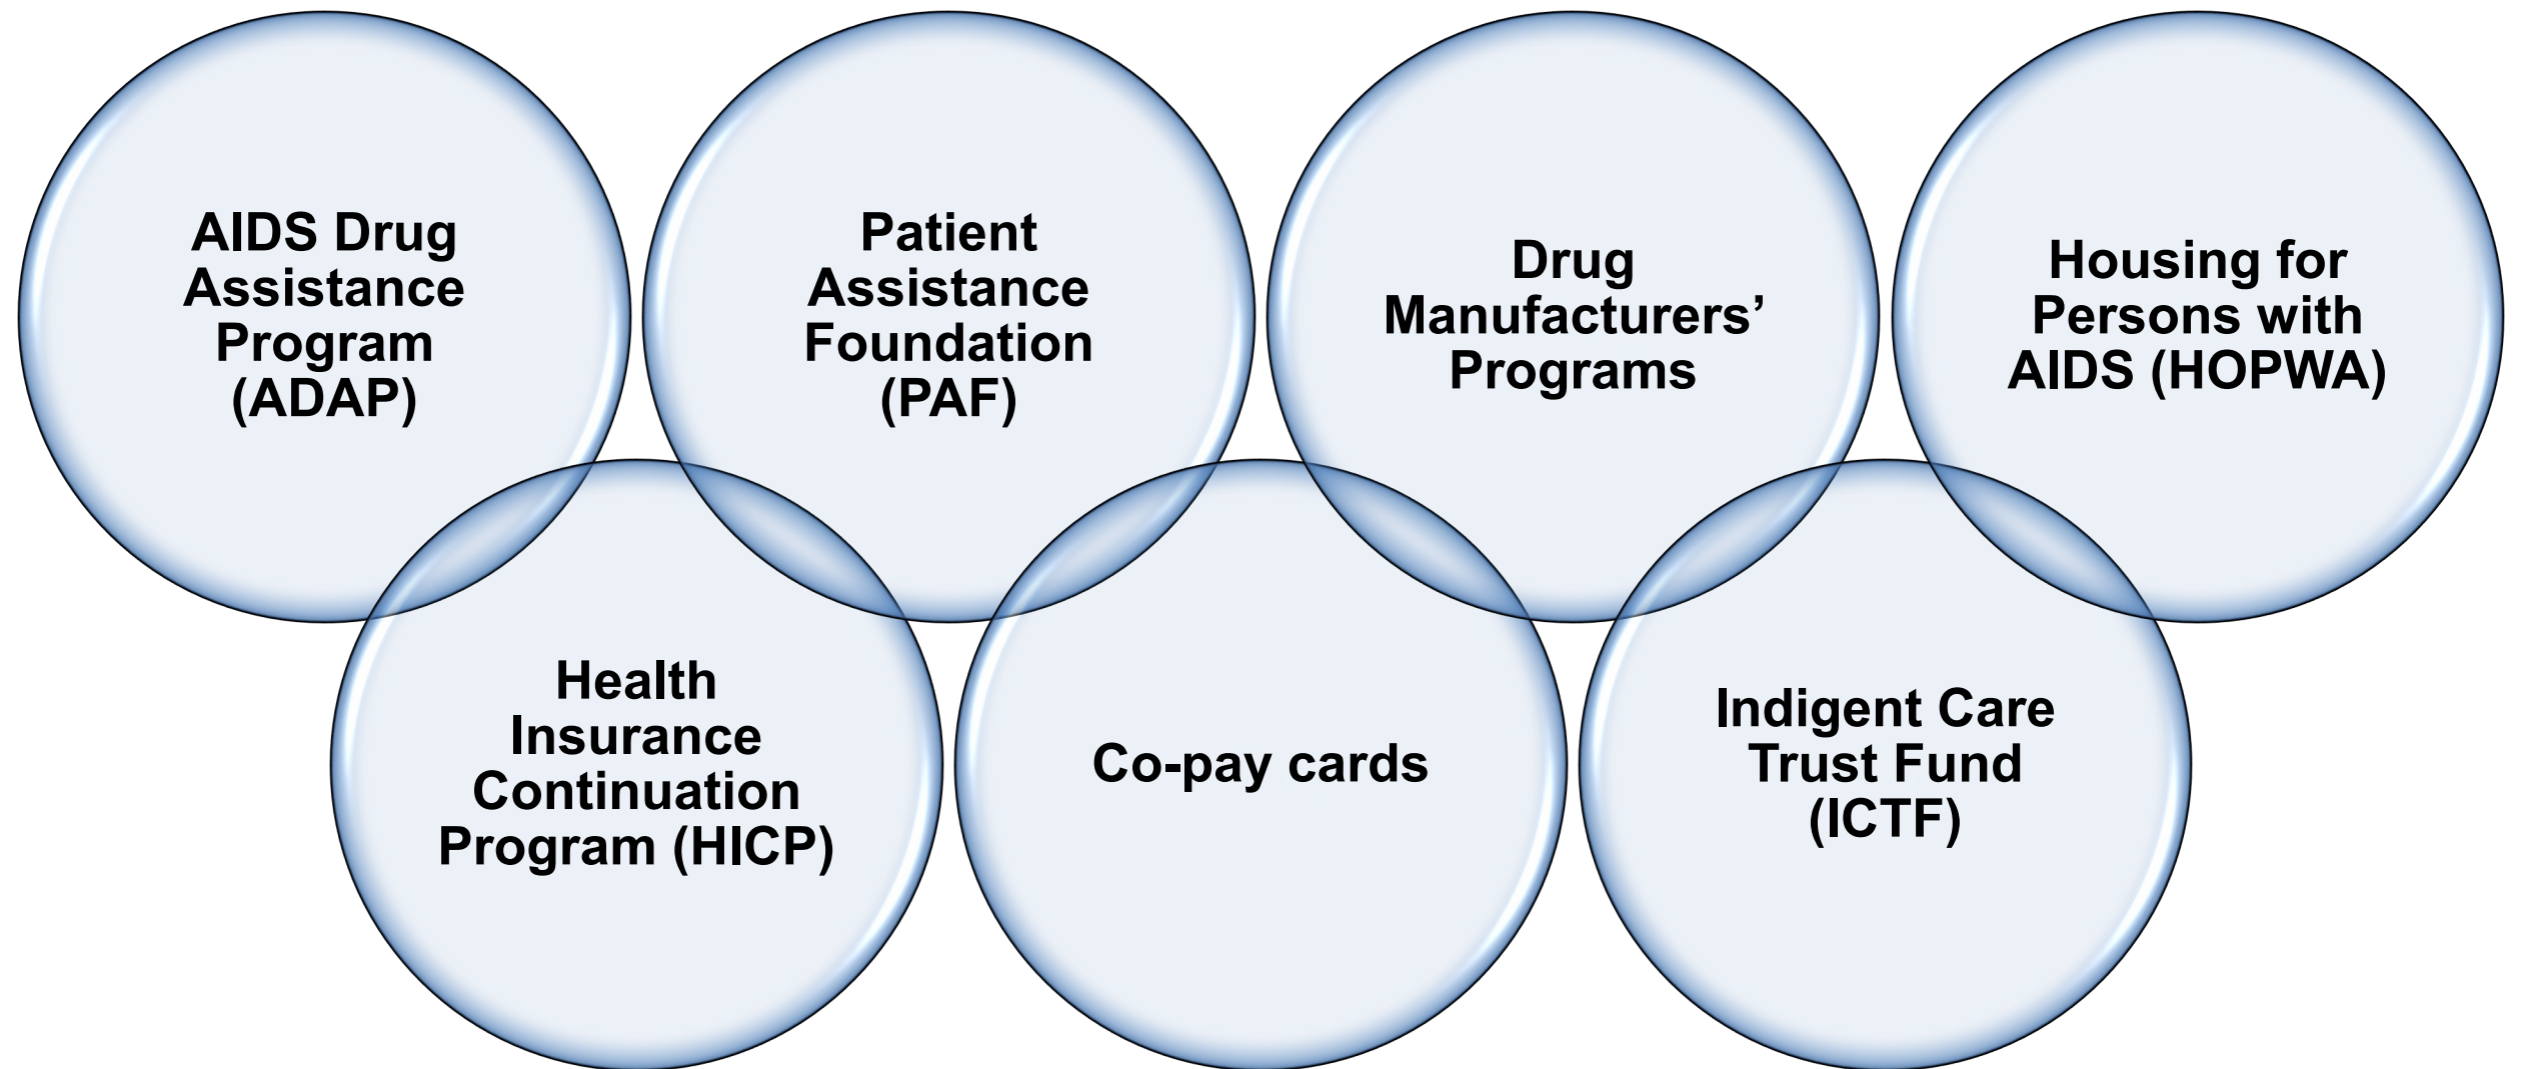 AIDS Drug
Assistance
Program
(ADAP)
Patient
Assistance
Foundation
(PAF)
Drug
Manufacturers’
Programs
Housing for
Persons with
AIDS (HOPWA)
Health
Insurance
Continuation
Program (HICP)
Co-pay cards
Indigent Care
Trust Fund
(ICTF)